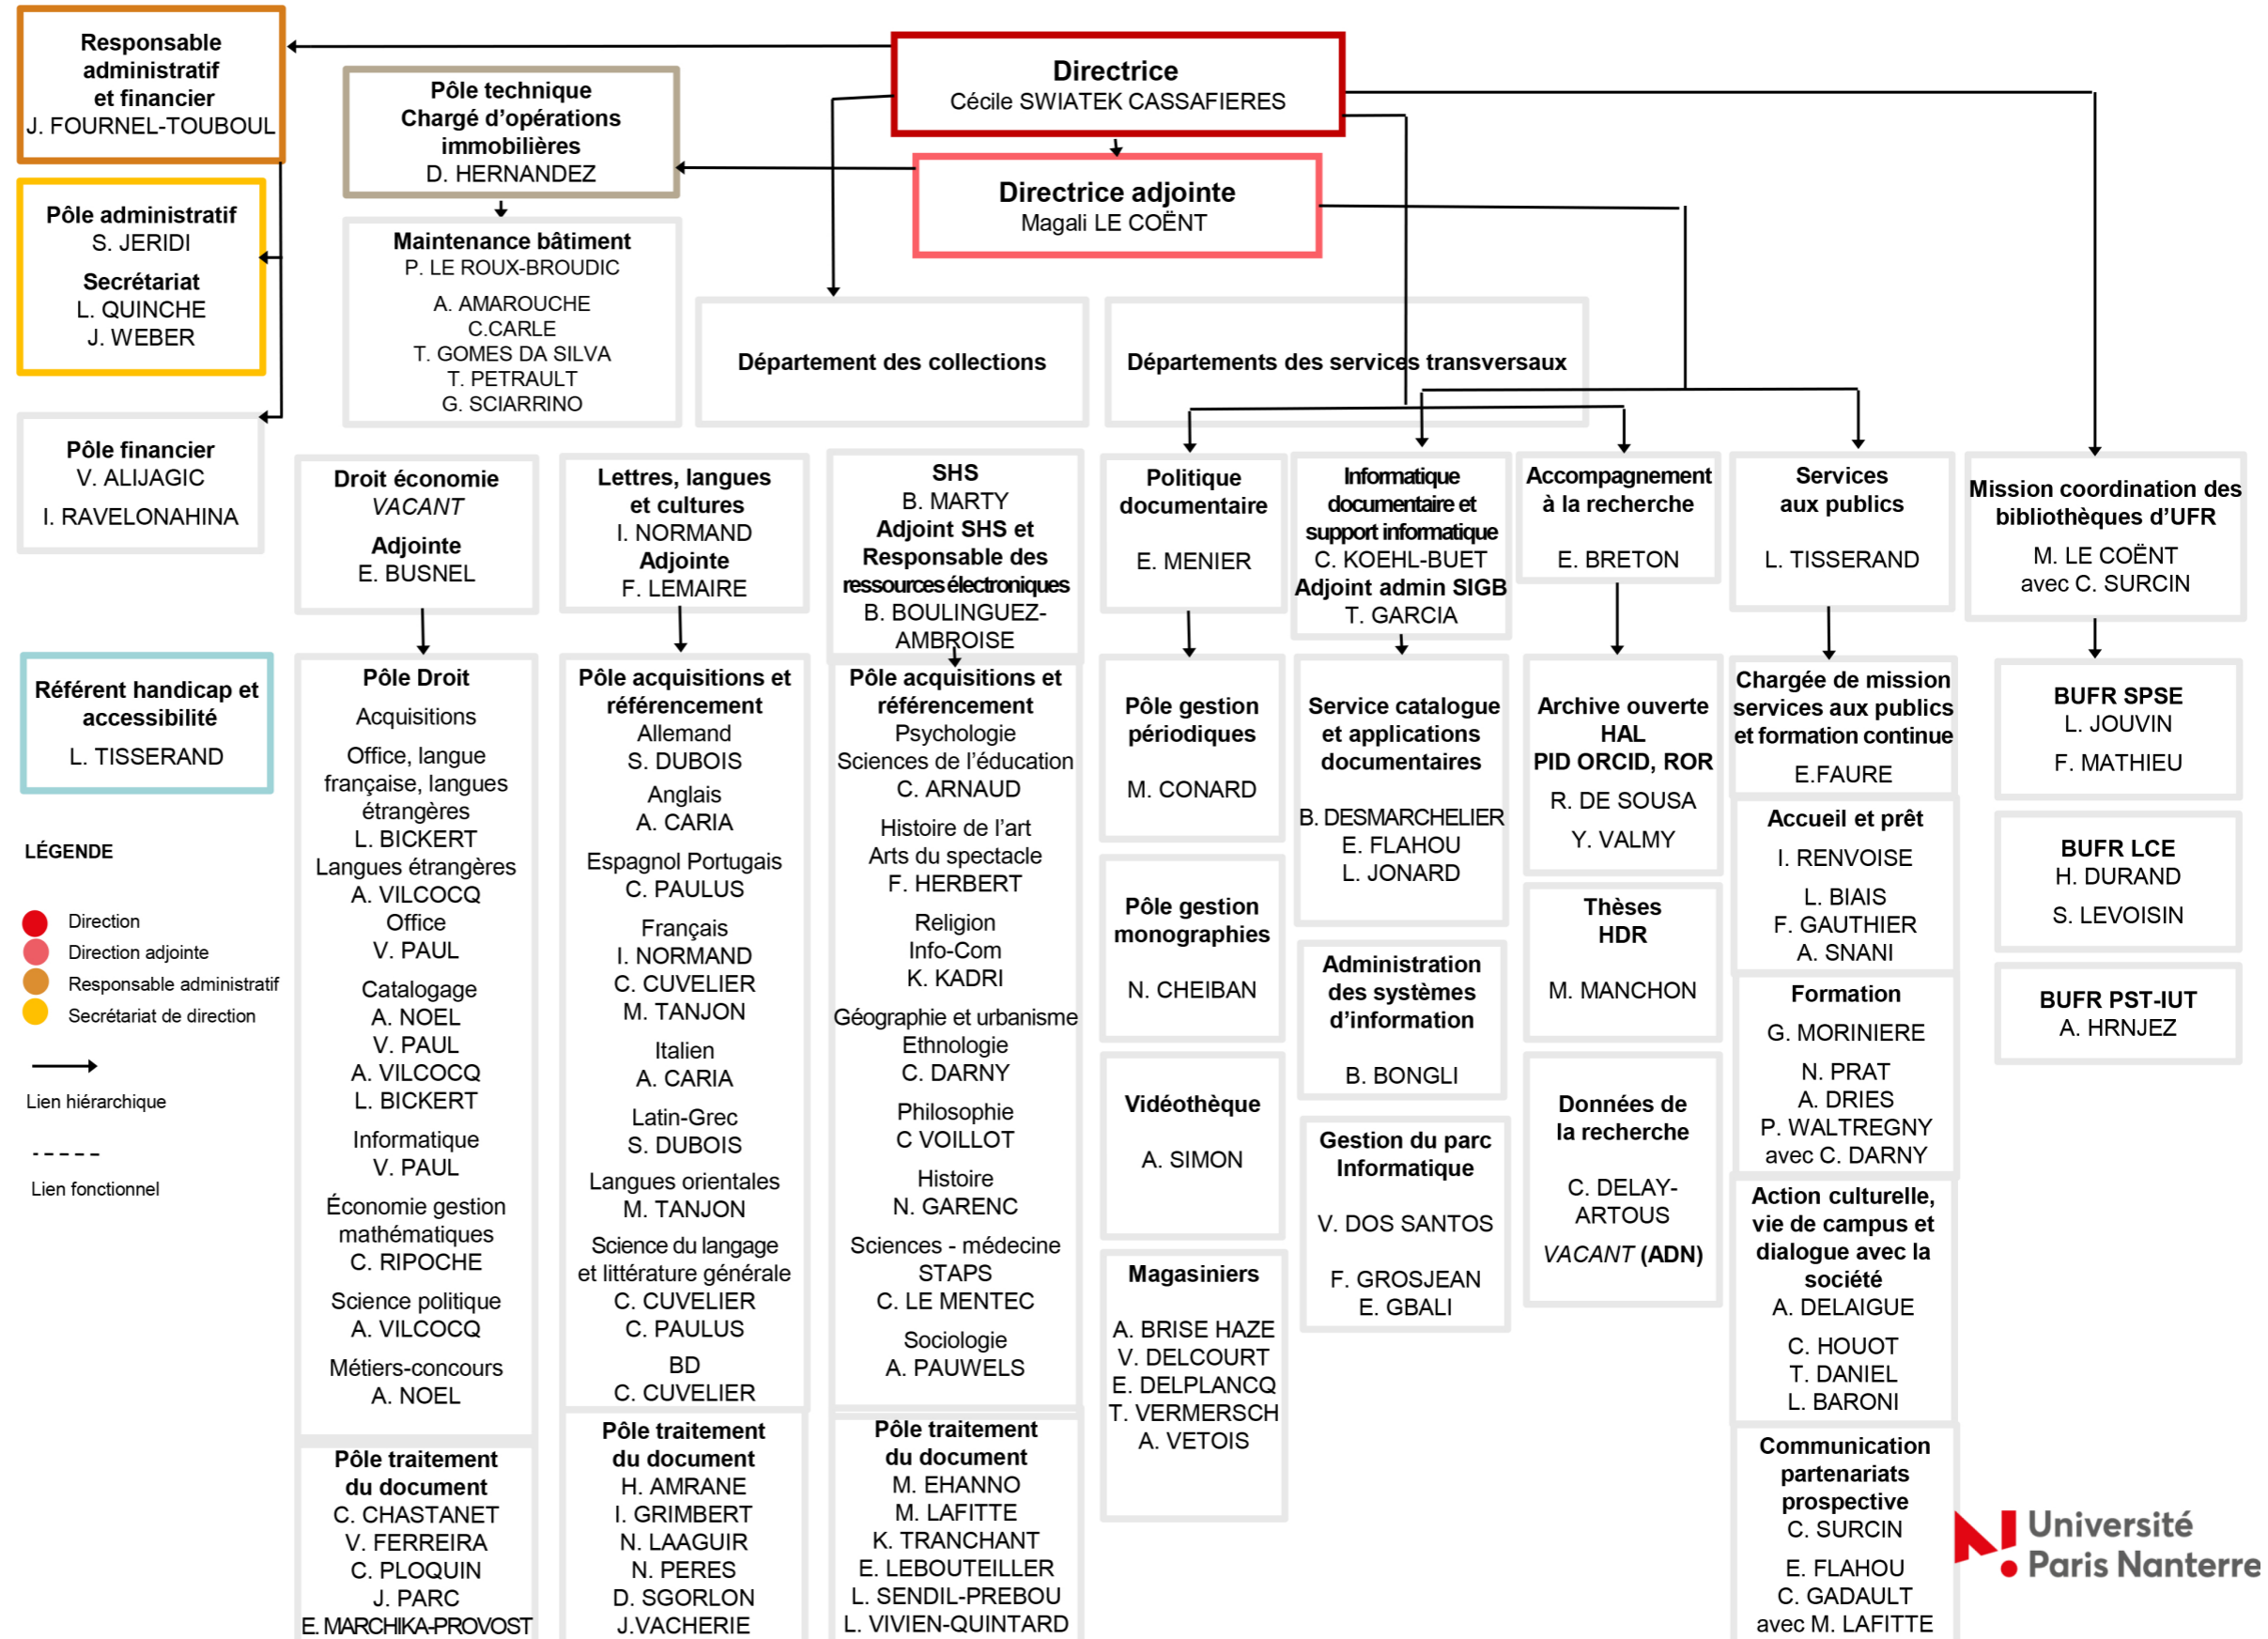 Responsable
administratif
et financier
J. FOURNEL-TOUBOUL
Pôle administratif
S. JERIDI
Secrétariat
L. QUINCHE
J. WEBER
Pôle financier
V. ALIJAGIC
I. RAVELONAHINA
Pôle technique
Chargé d'opérations
immobilières
D. HERNANDEZ
Maintenance bâtiment
P. LE ROUX-BROUDIC
A. AMAROUCHE
C.CARLE
T. GOMES DA SILVA
T. PETRAULT
G. SCIARRINO
Directrice
Cécile SWIATEK CASSAFIERES
Directrice adjointe
Magali LE COËNT
Département des collections
Départements des services transversaux
Droit économie
VACANT
Adjointe
E. BUSNEL
Lettres, langues
et cultures
I. NORMAND
Adjointe
F. LEMAIRE
SHS
B. MARTY
Adjoint SHS et
Responsable des
ressources électroniques
B. BOULINGUEZ-
AMBROISE
Politique
documentaire
E. MENIER
Informatique
documentaire et
support informatique
C. KOEHL-BUET
Adjoint admin SIGB
T. GARCIA
Accompagnement
à la recherche
E. BRETON
Services
aux publics
L. TISSERAND
Mission coordination des
bibliothèques d'UFR
M. LE COËNT
avec C. SURCIN
Référent handicap et
accessibilité
L. TISSERAND
LÉGENDE
Direction
Direction adjointe
Responsable administratif
Secrétariat de direction
Lien hiérarchique
Lien fonctionnel
Pôle Droit
Acquisitions
Office, langue
française, langues
étrangères
L. BICKERT
Langues étrangères
A. VILCOCQ
Office
V. PAUL
Catalogage
A. NOEL
V. PAUL
A. VILCOCQ
L. BICKERT
Informatique
V. PAUL
Économie gestion
mathématiques
C. RIPOCHE
Science politique
A. VILCOCQ
Métiers-concours
A. NOEL
Pôle traitement
du document
C. CHASTANET
V. FERREIRA
C. PLOQUIN
J. PARC
E. MARCHIKA-PROVOST
Pôle acquisitions et
référencement
Allemand
S. DUBOIS
Anglais
A. CARIA
Espagnol Portugais
C. PAULUS
Français
I. NORMAND
C. CUVELIER
M. TANJON
Italien
A. CARIA
Latin-Grec
S. DUBOIS
Langues orientales
M. TANJON
Science du langage
et littérature générale
C. CUVELIER
C. PAULUS
BD
C. CUVELIER
Pôle traitement
du document
H. AMRANE
I. GRIMBERT
N. LAAGUIR
N. PERES
D. SGORLON
J.VACHERIE
Pôle acquisitions et
référencement
Psychologie
Sciences de l'éducation
C. ARNAUD
Histoire de l'art
Arts du spectacle
F. HERBERT
Religion
Info-Com
K. KADRI
Géographie et urbanisme
Ethnologie
C. DARNY
Philosophie
C VOILLOT
Histoire
N. GARENC
Sciences - médecine
STAPS
C. LE MENTEC
Sociologie
A. PAUWELS
Pôle traitement
du document
M. EHANNO
M. LAFITTE
K. TRANCHANT
E. LEBOUTEILLER
L. SENDIL-PREBOU
L. VIVIEN-QUINTARD
Pôle gestion
périodiques
M. CONARD
Pôle gestion
monographies
N. CHEIBAN
Vidéothèque
A. SIMON
Magasiniers
A. BRISE HAZE
V. DELCOURT
E. DELPLANCQ
T. VERMERSCH
A. VETOIS
Service catalogue
et applications
documentaires
B. DESMARCHELIER
E. FLAHOU
L. JONARD
Administration
des systèmes
d'information
B. BONGLI
Gestion du parc
Informatique
V. DOS SANTOS
F. GROSJEAN
E. GBALI
Archive ouverte
HAL
PID ORCID, ROR
R. DE SOUSA
Y. VALMY
Thèses
HDR
M. MANCHON
Données de
la recherche
C. DELAY-
ARTOUS
VACANT (ADN)
Chargée de mission
services aux publics
et formation continue
E.FAURE
Accueil et prêt
I. RENVOISE
L. BIAIS
F. GAUTHIER
A. SNANI
Formation
G. MORINIERE
N. PRAT
A. DRIES
P. WALTREGNY
avec C. DARNY
Action culturelle,
vie de campus et
dialogue avec la
société
A. DELAIGUE
C. HOUOT
T. DANIEL
L. BARONI
Communication
partenariats
prospective
C. SURCIN
E. FLAHOU
C. GADAULT
avec M. LAFITTE
BUFR SPSE
L. JOUVIN
F. MATHIEU
BUFR LCE
H. DURAND
S. LEVOISIN
BUFR PST-IUT
A. HRNJEZ
Université
Paris Nanterre